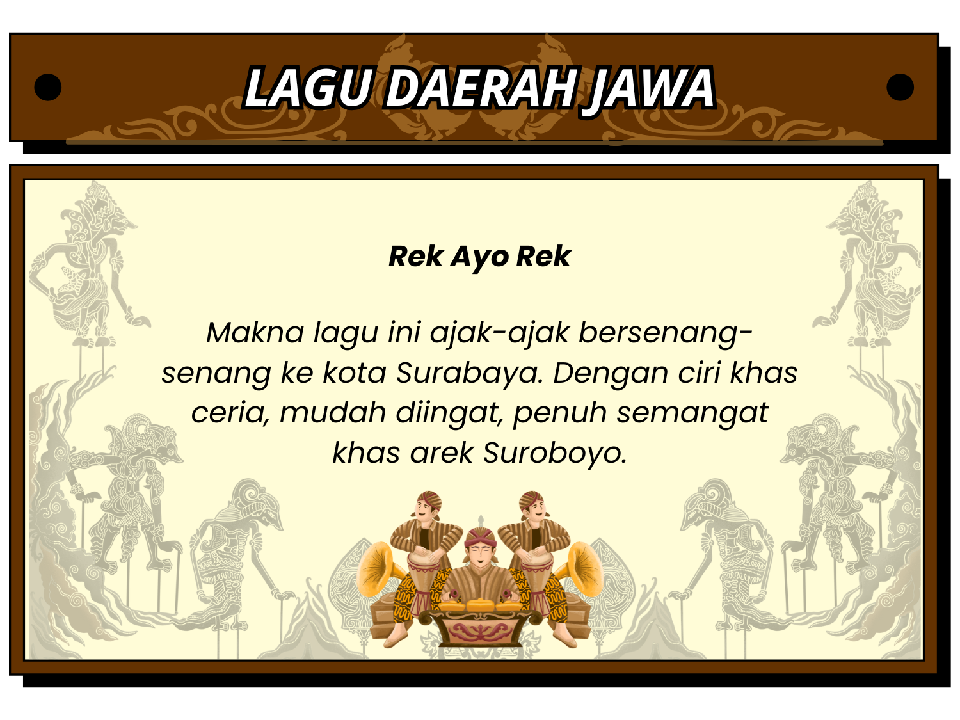 LAGU DAERAH JAWA
Rek Ayo Rek
Makna lagu ini ajak-ajak bersenang-
senang ke kota Surabaya. Dengan ciri khas
ceria, mudah diingat, penuh semangat
khas arek Suroboyo.